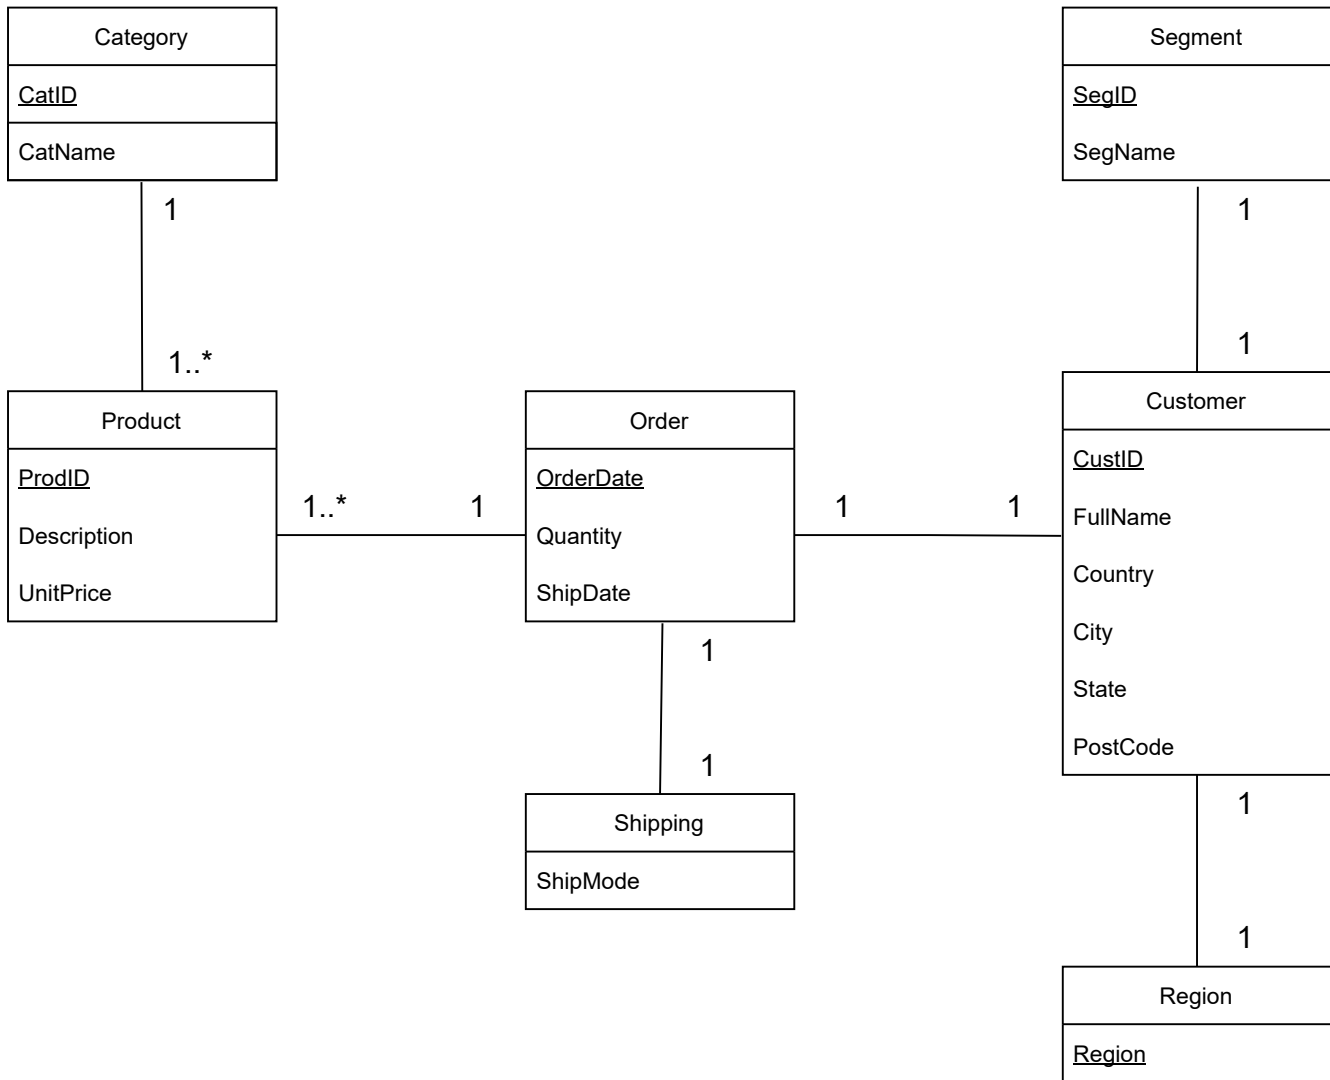 Category
CatID
CatName
Segment
SegID
SegName
1
1
1..*
1
Product
ProdID
Description
UnitPrice
1..*
1
Order
OrderDate
Quantity
ShipDate
1
1
Customer
CustID
FullName
Country
City
State
PostCode
1
1
Shipping
ShipMode
1
1
Region
Region